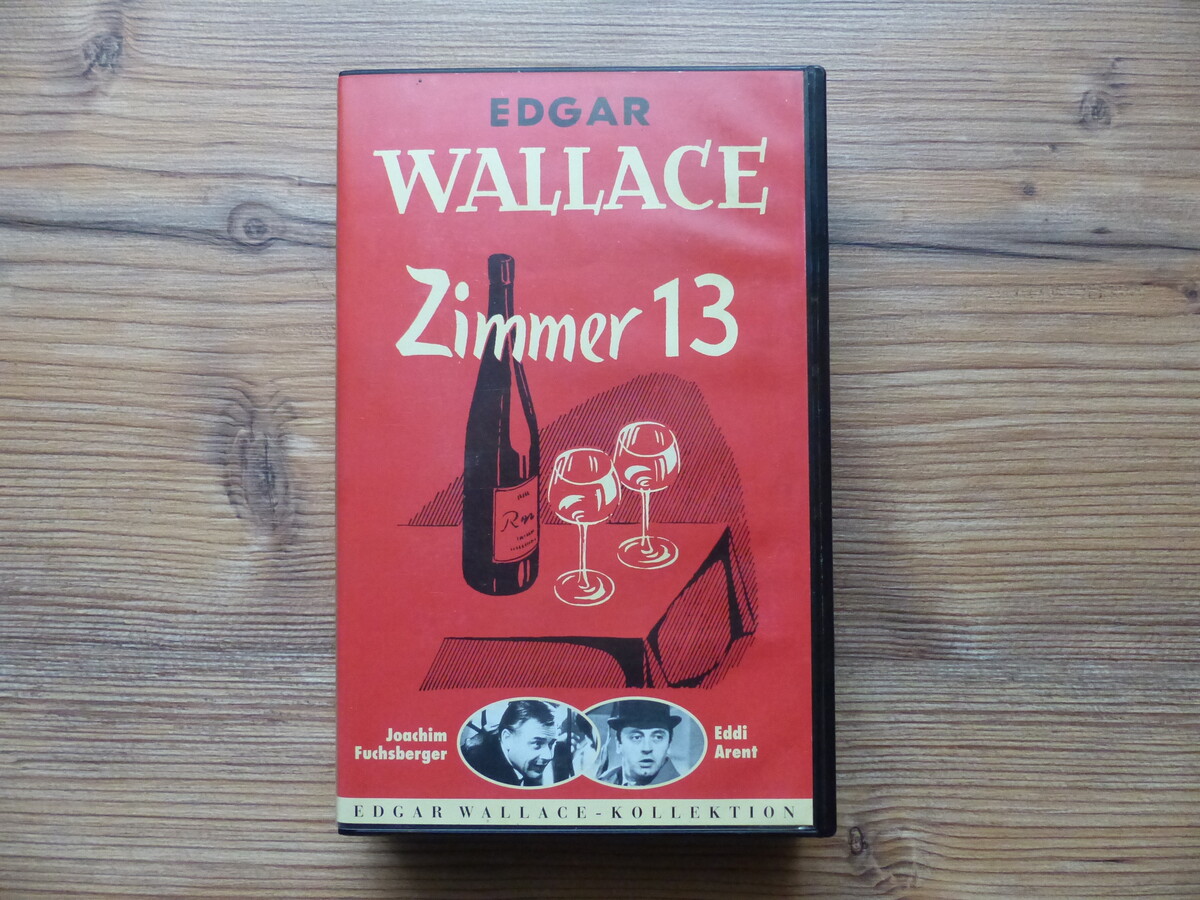 EDGAR
WALLACE
Zimmer 13
Joachim
Fuchsberger
Eddi
Arent
EDGAR WALLACE-KOLLEKTION